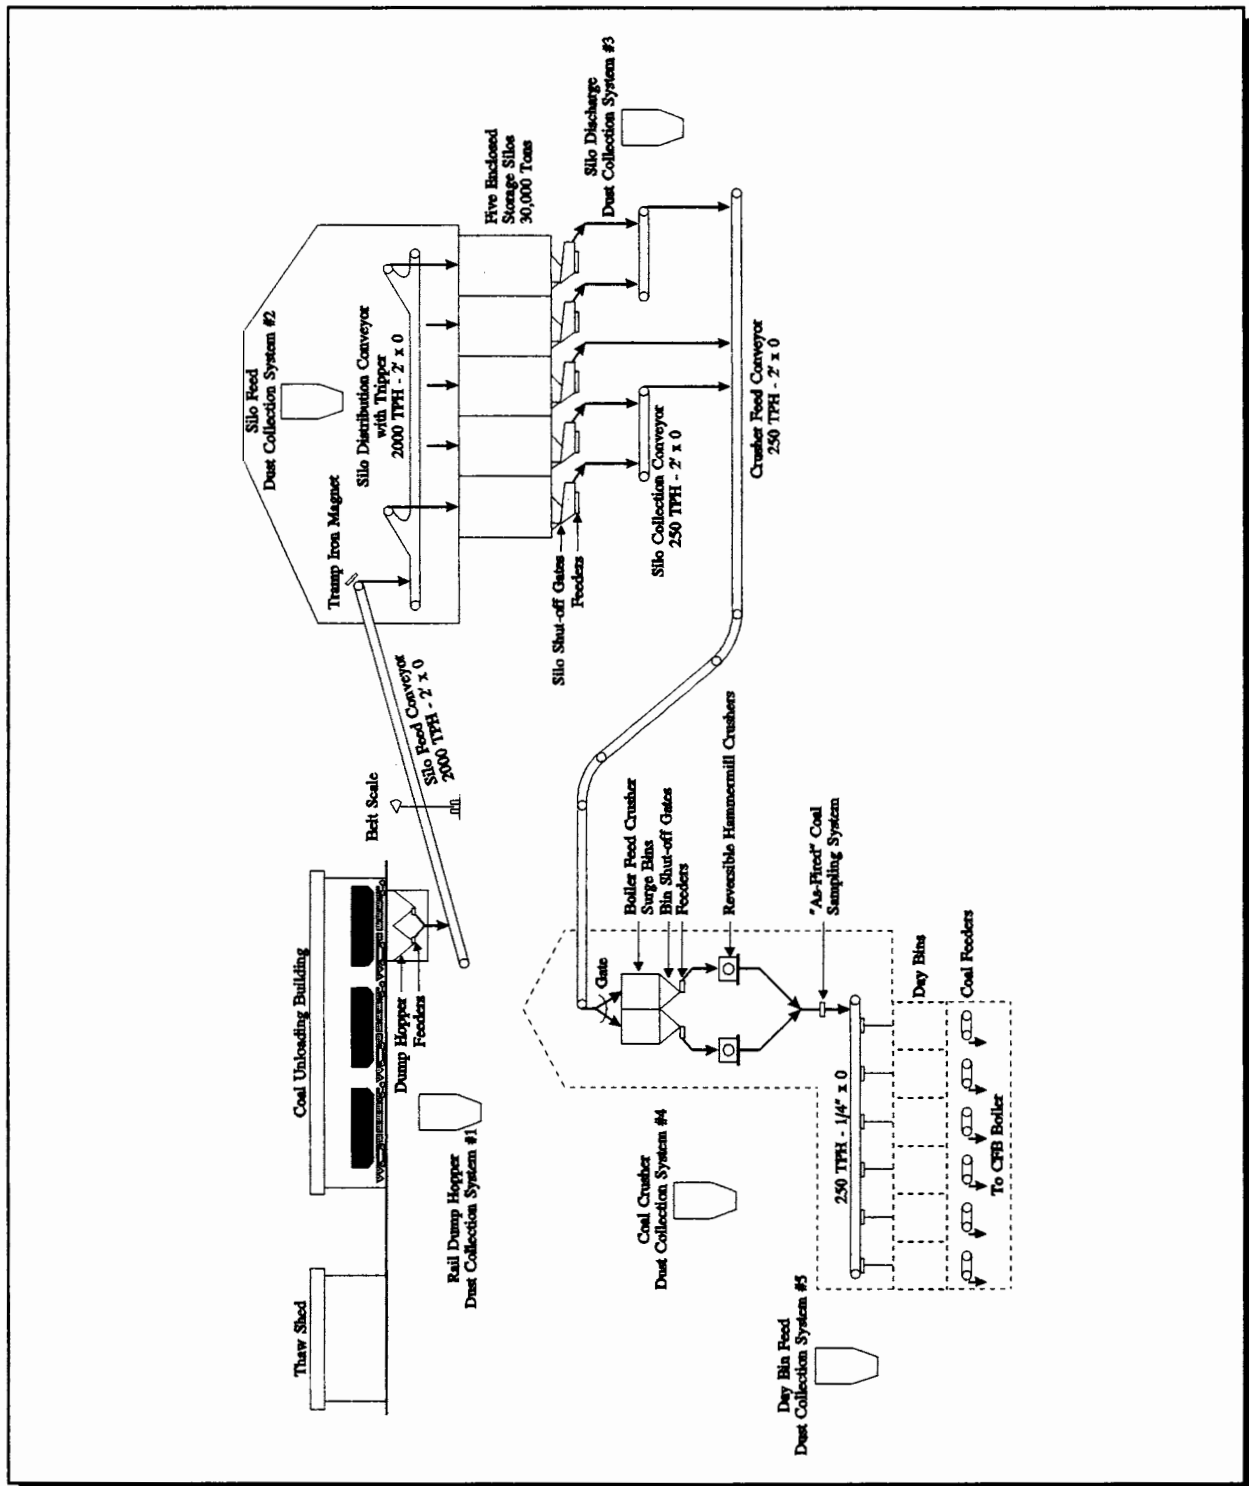 Thaw Shed
Coal Unloading Building
Dump Hopper
Feeders
Rail Dump Hopper
Dust Collection System #1
Belt Scale
Silo Feed Conveyor
2000 TPH - 2' x 0
Tramp Iron Magnet
Silo Feed
Dust Collection System #2
Silo Distribution Conveyor
with Tripper
2000 TPH - 2' x 0
Five Enclosed
Storage Silos
30,000 Tons
Silo Shut-off Gates
Feeders
Silo Discharge
Dust Collection System #3
Silo Collection Conveyor
250 TPH - 2' x 0
Crusher Feed Conveyor
250 TPH - 2' x 0
Gate
Boiler Feed Crusher
Surge Bins
Bin Shut-off Gates
Feeders
Reversible Hammermill Crushers
Coal Crusher
Dust Collection System #4
"As-Fired" Coal
Sampling System
250 TPH - 1/4" x 0
Day Bin Feed
Dust Collection System #5
Day Bins
Coal Feeders
To CFB Boiler